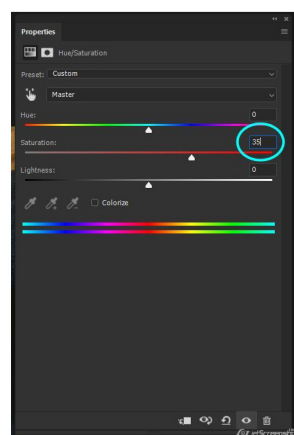 Properties
Hue/Saturation
Preset: Custom
Master
Hue: 0
Saturation: 35
Lightness: 0
Colorize